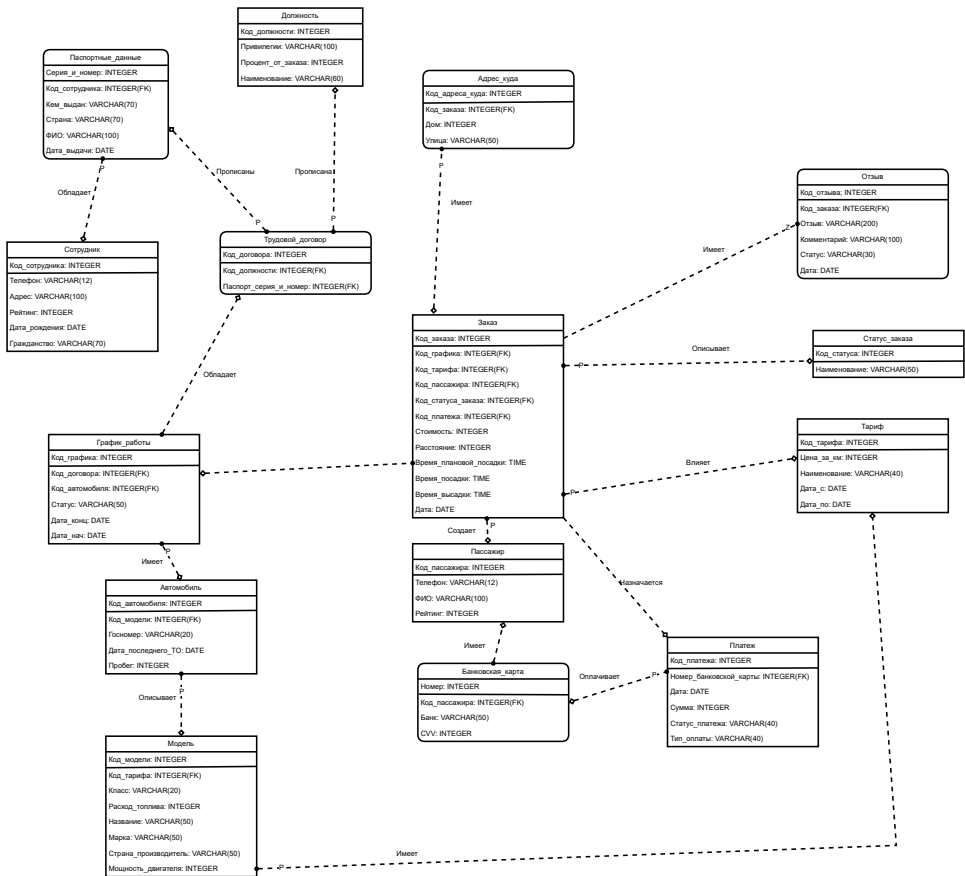 Должность
Код_должности: INTEGER
Привилегии: VARCHAR(100)
Процент_от_заказа: INTEGER
Наименование: VARCHAR(60)
Паспортные_данные
Серия_и_номер: INTEGER
Код_сотрудника: INTEGER(FK)
Кем_выдан: VARCHAR(70)
Страна: VARCHAR(70)
ФИО: VARCHAR(100)
Дата_выдачи: DATE
Адрес_куда
Код_адреса_куда: INTEGER
Код_заказа: INTEGER(FK)
Дом: INTEGER
Улица: VARCHAR(50)
P
P
Прописаны
Прописана
Обладает
Имеет
P
P
Отзыв
Код_отзыва; INTEGER
Код_заказа: INTEGER(FK)
Отзыв: VARCHAR(200)
Комментарий: VARCHAR(100)
Статус: VARCHAR(30)
Дата: DATE
Z
Имеет
Сотрудник
Код_сотрудника: INTEGER
Телефон: VARCHAR(12)
Адрес: VARCHAR(100)
Рейтинг: INTEGER
Дата_рождения: DATE
Гражданство: VARCHAR(70)
Трудовой_договор
Код_договора: INTEGER
Код_должности: INTEGER(FK)
Паспорт_серия_и_номер: INTEGER(FK)
Обладает
Заказ
Код_заказа: INTEGER
Код_графика: INTEGER(FK)
Код_тарифа: INTEGER(FK)
Код_пассажира: INTEGER(FK)
Код_статуса_заказа: INTEGER(FK)
Код_платежа: INTEGER(FK)
Стоимость: INTEGER
Расстояние: INTEGER
Время_плановой_посадки: TIME
Время_посадки: TIME
Время_высадки: TIME
Дата: DATE
Описывает
P
Статус_заказа
Код_статуса: INTEGER
Наименование: VARCHAR(50)
Тариф
Код_тарифа: INTEGER
Цена_за_км: INTEGER
Наименование: VARCHAR(40)
Дата_с: DATE
Дата_по: DATE
Влияет
P
График_работы
Код_графика: INTEGER
Код_договора: INTEGER(FK)
Код_автомобиля: INTEGER(FK)
Статус: VARCHAR(50)
Дата_конц: DATE
Дата_нач: DATE
P
Имеет
Создает
P
Пассажир
Код_пассажира: INTEGER
Телефон: VARCHAR(12)
ФИО: VARCHAR(100)
Рейтинг: INTEGER
Назначается
Автомобиль
Код_автомобиля: INTEGER
Код_модели: INTEGER(FK)
Госномер: VARCHAR(20)
Дата_последнего_ТО: DATE
Пробег: INTEGER
Имеет
Банковская_карта
Номер: INTEGER
Код_пассажира: INTEGER(FK)
Банк: VARCHAR(50)
CVV: INTEGER
Оплачивает
P
Платеж
Код_платежа: INTEGER
Номер_банковской_карты: INTEGER(FK)
Дата: DATE
Сумма: INTEGER
Статус_платежа: VARCHAR(40)
Тип_оплаты: VARCHAR(40)
P
Описывает
Модель
Код_модели: INTEGER
Код_тарифа: INTEGER(FK)
Класс: VARCHAR(20)
Расход_топлива: INTEGER
Название: VARCHAR(50)
Марка: VARCHAR(50)
Страна_производитель: VARCHAR(50)
Мощность_двигателя: INTEGER
P
Имеет